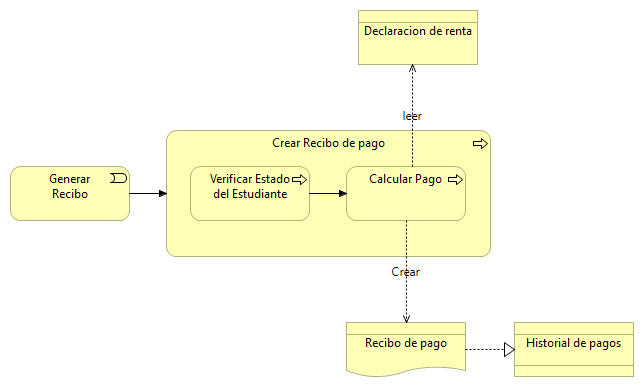 Declaracion de renta
leer
Crear Recibo de pago
Generar
Recibo
Verificar Estado
del Estudiante
Calcular Pago
Crear
Recibo de pago
Historial de pagos